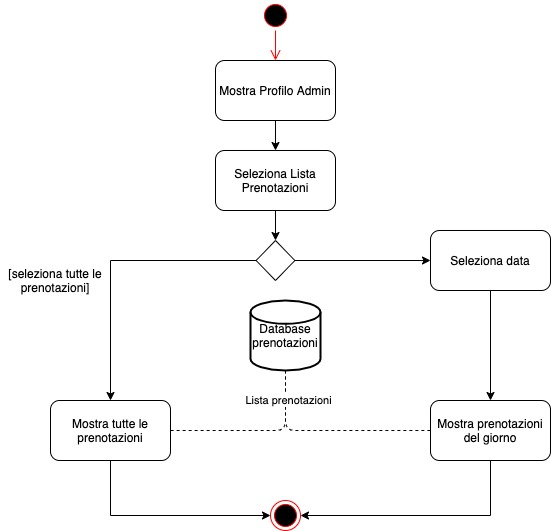 Mostra Profilo Admin
Seleziona Lista
Prenotazioni
[seleziona tutte le
prenotazioni]
Seleziona data
Database
prenotazioni
Lista prenotazioni
Mostra tutte le
prenotazioni
Mostra prenotazioni
del giorno